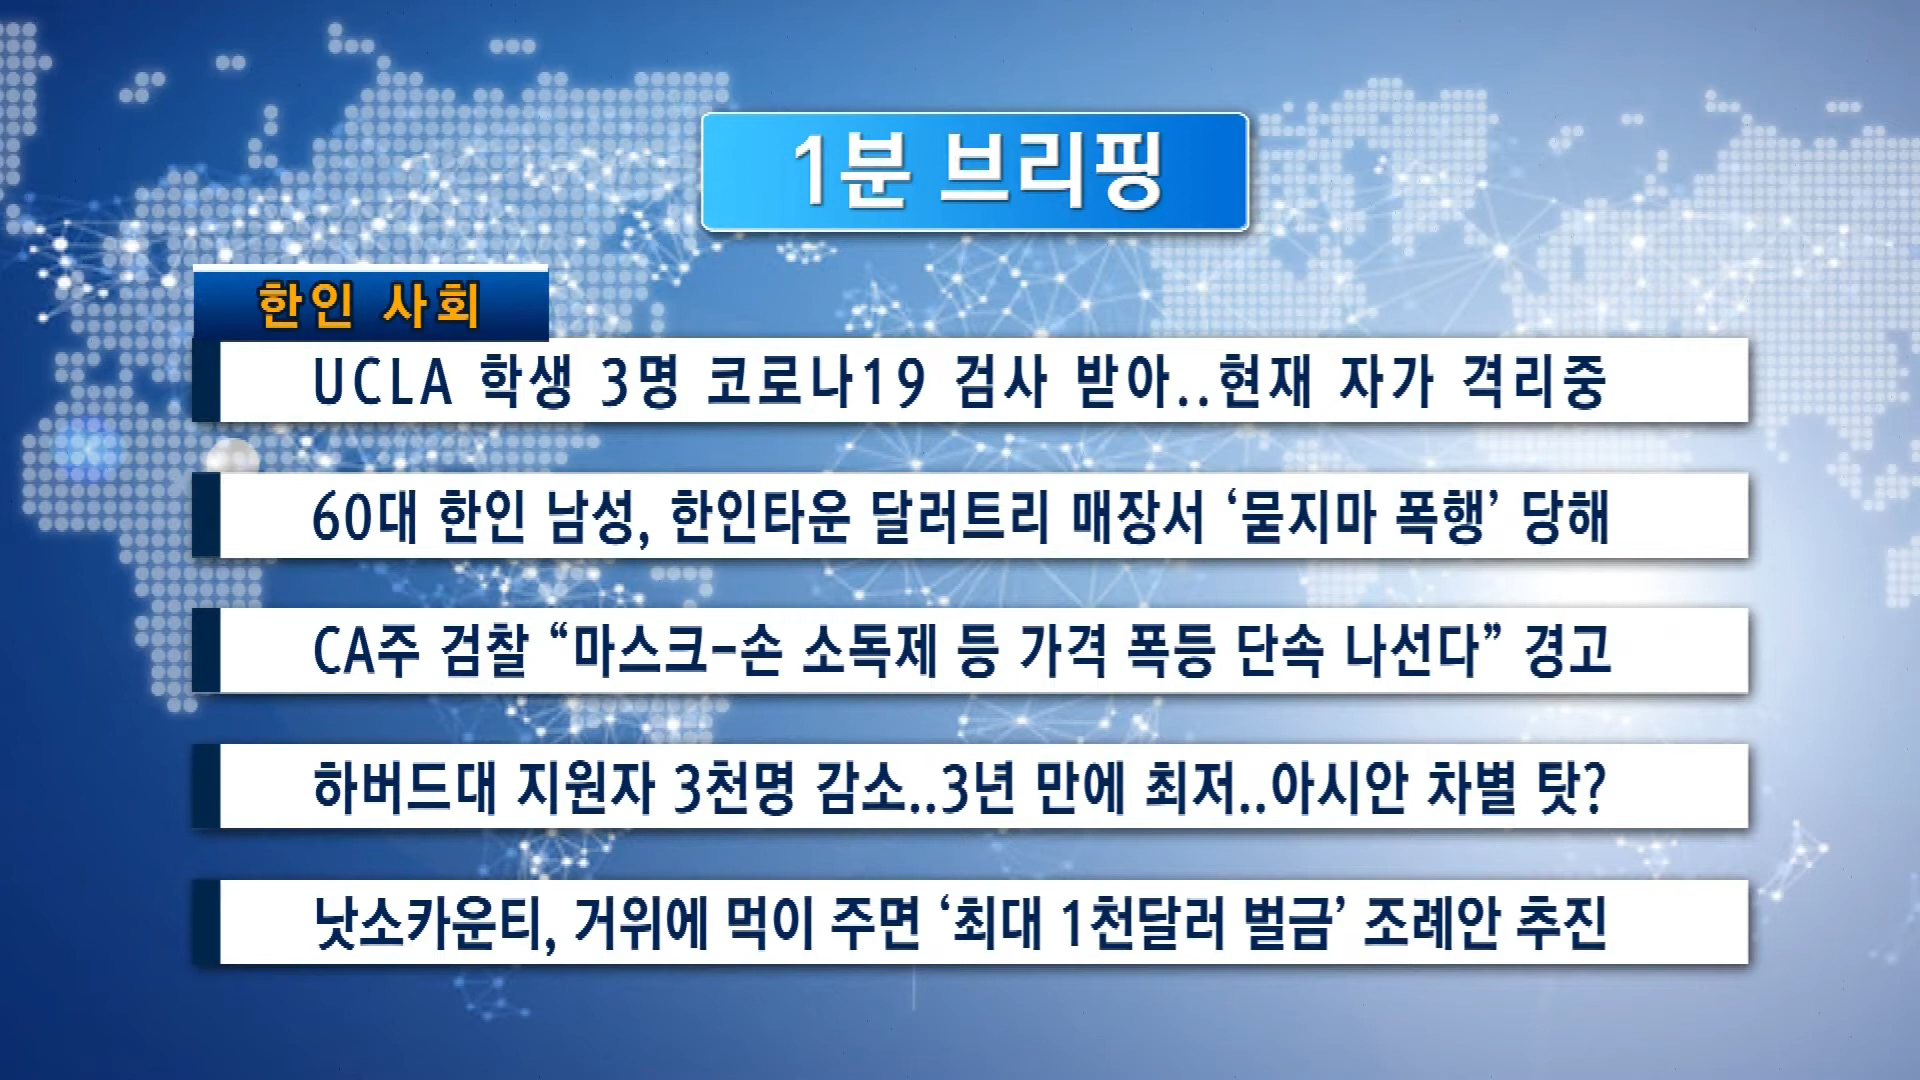 1분 브리핑
한인 사회
UCLA 학생 3명 코로나19 검사 받아..현재 자가 격리중
60대 한인 남성, 한인타운 달러트리 매장서 ‘묻지마 폭행’ 당해
CA주 검찰 “마스크-손 소독제 등 가격 폭등 단속 나선다” 경고
하버드대 지원자 3천명 감소..3년 만에 최저..아시안 차별 탓?
낫소카운티, 거위에 먹이 주면 ‘최대 1천달러 벌금’ 조례안 추진